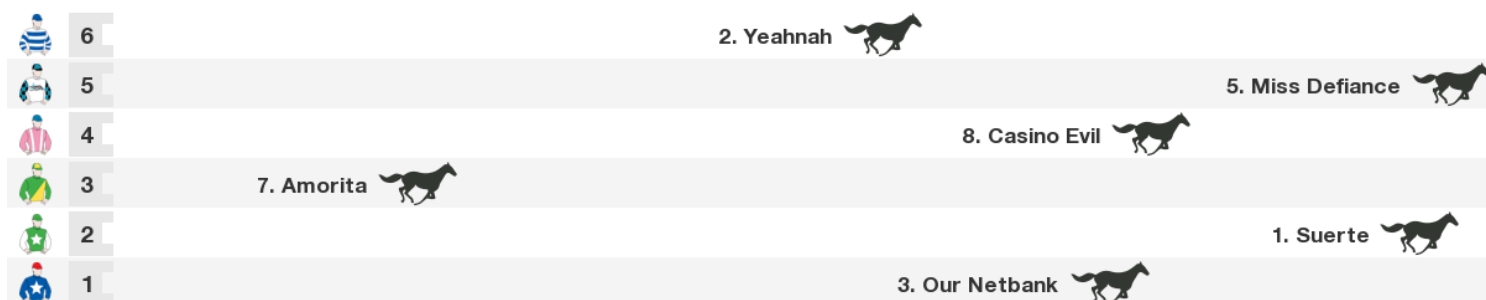 6 2. Yeahnah
5 5. Miss Defiance
4 8. Casino Evil
3 7. Amorita
2 1. Suerte
1 3. Our Netbank